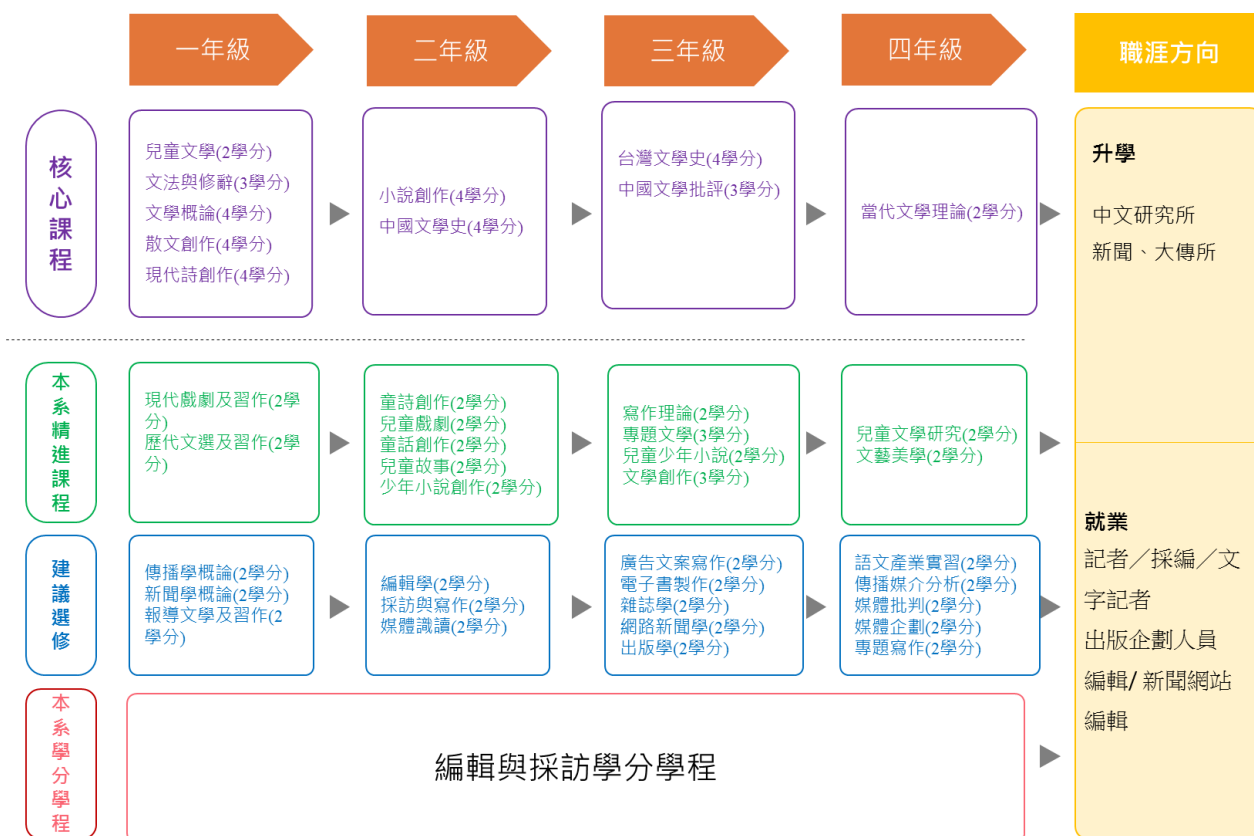 一年級
二年級
三年級
四年級
職涯方向
核心課程
兒童文學(2學分)
文法與修辭(3學分)
文學概論(4學分)
散文創作(4學分)
現代詩創作(4學分)
小說創作(4學分)
中國文學史(4學分)
台灣文學史(4學分)
中國文學批評(3學分)
當代文學理論(2學分)
升學
中文研究所
新聞、大傳所
本系精進課程
現代戲劇及習作(2學
分)
歷代文選及習作(2學
分)
童詩創作(2學分)
兒童戲劇(2學分)
童話創作(2學分)
兒童故事(2學分)
少年小說創作(2學分)
寫作理論(2學分)
專題文學(3學分)
兒童少年小說(2學分)
文學創作(3學分)
兒童文學研究(2學分)
文藝美學(2學分)
建議選修
傳播學概論(2學分)
新聞學概論(2學分)
報導文學及習作(2
學分)
編輯學(2學分)
採訪與寫作(2學分)
媒體識讀(2學分)
廣告文案寫作(2學分)
電子書製作(2學分)
雜誌學(2學分)
網路新聞學(2學分)
出版學(2學分)
語文產業實習(2學分)
傳播媒介分析(2學分)
媒體批判(2學分)
媒體企劃(2學分)
專題寫作(2學分)
就業
記者／採編／文
字記者
出版企劃人員
編輯/ 新聞網站
編輯
本系學分學程
編輯與採訪學分學程